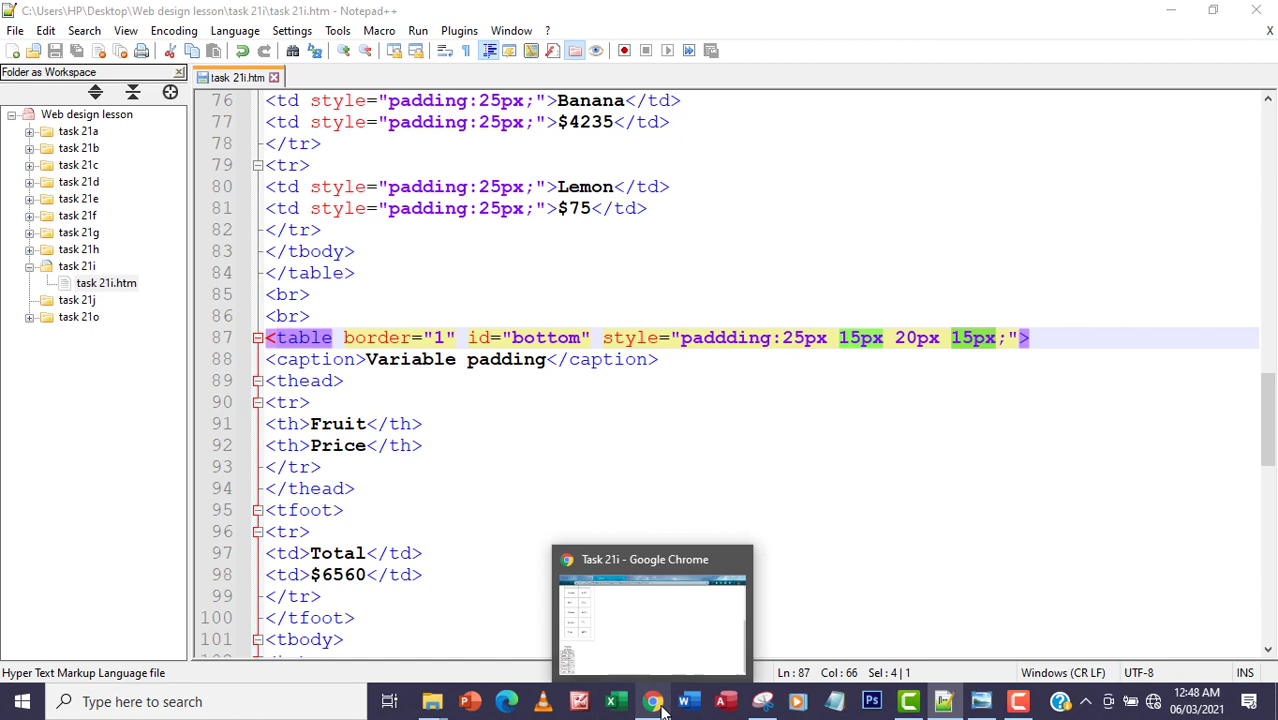 C:\Users\HP\Desktop\Web design lesson\task 21i\task 21i.htm - Notepad++
File Edit Search View Encoding Language Settings Tools Macro Run Plugins Window ? X
Folder as Workspace
task 21i.htm
Web design lesson
task 21a
task 21b
task 21c
task 21d
task 21e
task 21f
task 21g
task 21h
task 21i
task 21i.htm
task 21j
task 21o
76 <td style="padding:25px;">Banana</td>
77 <td style="padding:25px;">$4235</td>
78 </tr>
79 <tr>
80 <td style="padding:25px;">Lemon</td>
81 <td style="padding:25px;">$75</td>
82 </tr>
83 </tbody>
84 </table>
85 <br>
86 <br>
87 <table border="1" id="bottom" style="paddding:25px 15px 20px 15px;">
88 <caption>Variable padding</caption>
89 <thead>
90 <tr>
91 <th>Fruit</th>
92 <th>Price</th>
93 </tr>
94 </thead>
95 <tfoot>
96 <tr>
97 <td>Total</td>
98 <td>$6560</td>
99 </tr>
100 </tfoot>
101 <tbody>
Task 21i - Google Chrome
Hyper Text Markup Language file Ln:87 Col:66 Sel:4|1 Windows (CR LF) UTF-8 INS
Type here to search
12:48 AM
06/03/2021